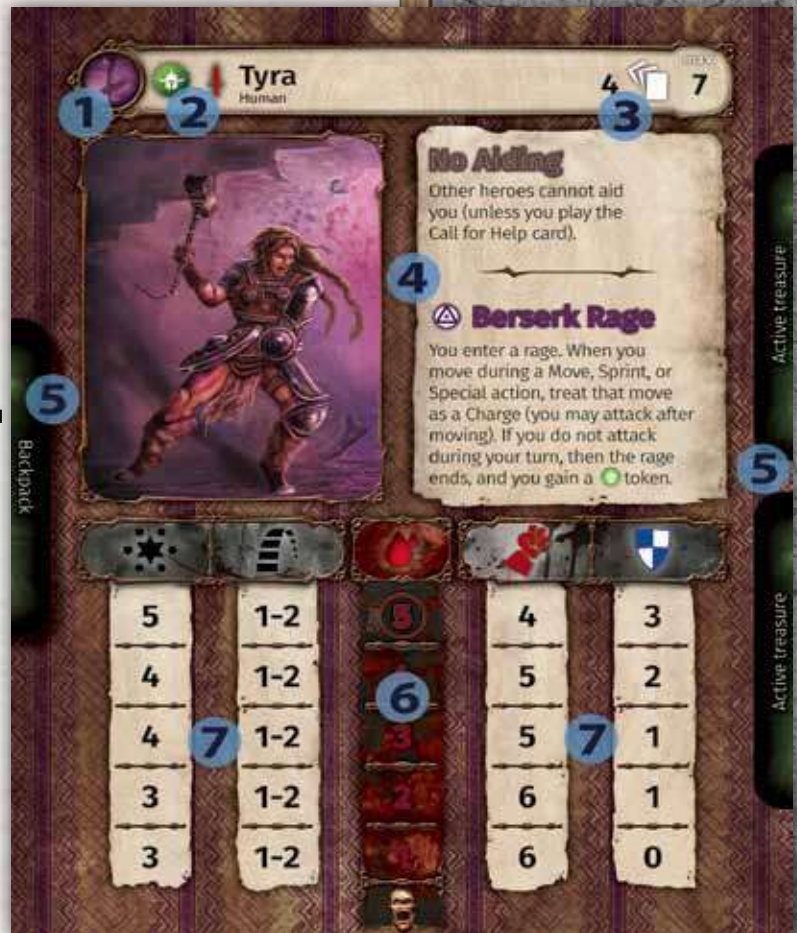 1
2
Tyra
Human
4
3
7
No Aiding
Other heroes cannot aid
you (unless you play the
Call for Help card).
4
Berserk Rage
You enter a rage. When you
move during a Move, Sprint, or
Special action, treat that move
as a Charge (you may attack after
moving). If you do not attack
during your turn, then the rage
ends, and you gain a token.
5
Backpack
Active treasure
5
Active treasure
5 1-2 5 4 3
4 1-2 5 2
6
4 1-2 3 5 1
7 7
3 1-2 2 6 1
3 1-2 6 0